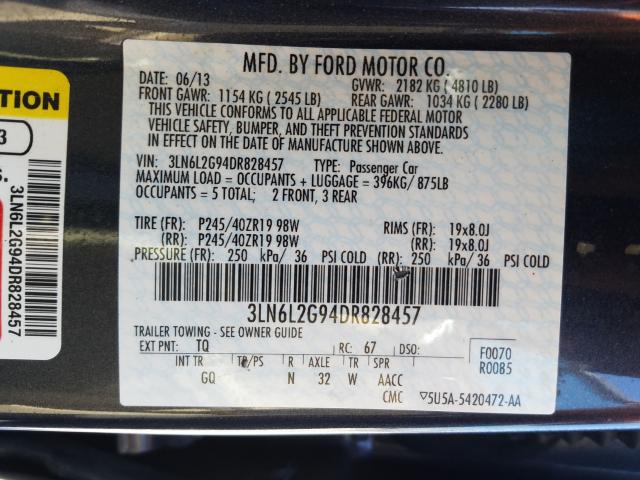 TION
3
S.
3LN6L2G94DR828457
MFD. BY FORD MOTOR CO.
DATE: 06/13 GVWR: 2182 KG ( 4810 LB)
FRONT GAWR: 1154 KG ( 2545 LB) REAR GAWR: 1034 KG ( 2280 LB)
THIS VEHICLE CONFORMS TO ALL APPLICABLE FEDERAL MOTOR
VEHICLE SAFETY, BUMPER, AND THEFT PREVENTION STANDARDS
IN EFFECT ON THE DATE OF MANUFACTURE SHOWN ABOVE.
VIN: 3LN6L2G94DR828457 TYPE: Passenger Car
MAXIMUM LOAD = OCCUPANTS + LUGGAGE = 396KG/ 875LB
OCCUPANTS = 5 TOTAL; 2 FRONT, 3 REAR
TIRE (FR): P245/40ZR19 98W RIMS (FR): 19x8.0J
(RR): P245/40ZR19 98W (RR): 19x8.0J
PRESSURE (FR): 250 kPa/ 36 PSI COLD (RR): 250 kPa/ 36 PSI COLD
3LN6L2G94DR828457
TRAILER TOWING - SEE OWNER GUIDE
EXT PNT: TQ RC: 67 DSO: F0070
INT TR TP/PS R AXLE TR SPR R0085
GQ N 32 W AACC
CMC 5U5A-5420472-AA